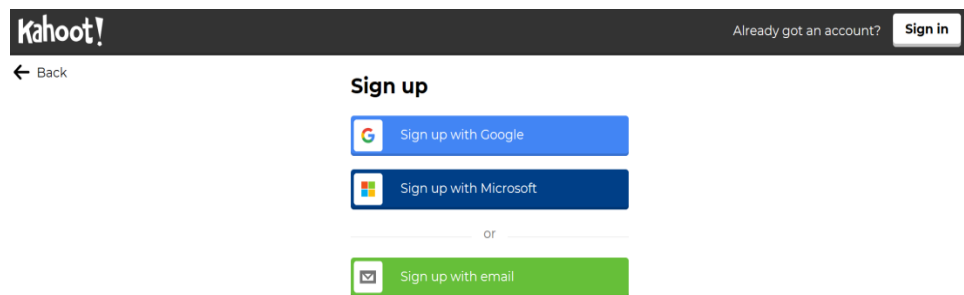 Kahoot!
Already got an account? Sign in
← Back
Sign up
Sign up with Google
Sign up with Microsoft
or
Sign up with email